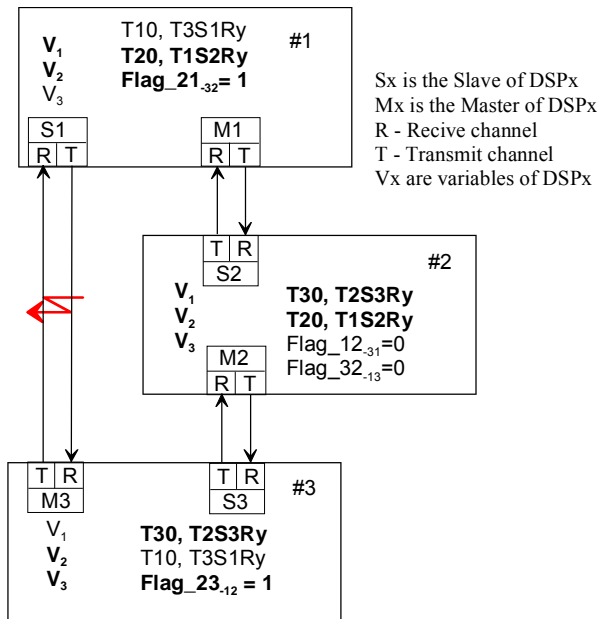 T10, T3S1Ry
#1
V1
T20, T1S2Ry
V2
Flag_21-32= 1
V3
S1
M1
R T
R T
Sx is the Slave of DSPx
Mx is the Master of DSPx
R - Recive channel
T - Transmit channel
Vx are variables of DSPx
T R
S2
#2
V1
T30, T2S3Ry
V2
T20, T1S2Ry
V3
Flag_12-31=0
Flag_32-13=0
M2
R T
T R
M3
T R
S3
#3
V1
T30, T2S3Ry
V2
T10, T3S1Ry
V3
Flag_23-12 = 1